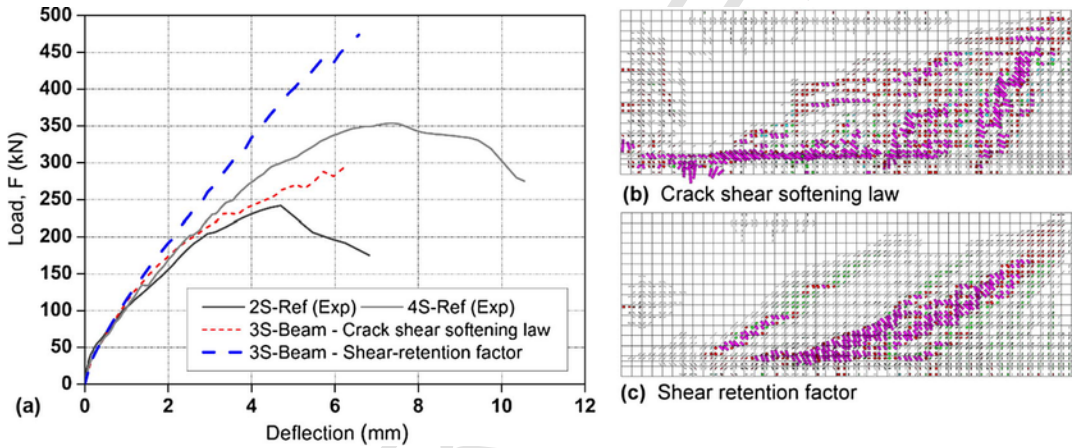 500
450
400
350
300
250
200
150
100
50
0
Load, F (kN)
2S-Ref (Exp)
4S-Ref (Exp)
3S-Beam - Crack shear softening law
3S-Beam - Shear-retention factor
0
2
4
6
8
10
12
(a)
Deflection (mm)
(b) Crack shear softening law
(c) Shear retention factor